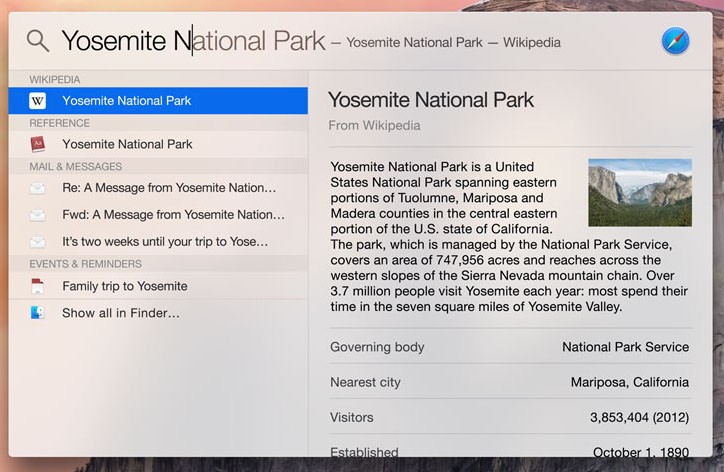 Yosemite National Park — Yosemite National Park — Wikipedia
WIKIPEDIA
W Yosemite National Park
REFERENCE
Aa Yosemite National Park
MAIL & MESSAGES
Re: A Message from Yosemite Nation…
Fwd: A Message from Yosemite Nation…
It’s two weeks until your trip to Yose…
EVENTS & REMINDERS
Family trip to Yosemite
Show all in Finder…
Yosemite National Park
From Wikipedia
Yosemite National Park is a United
States National Park spanning eastern
portions of Tuolumne, Mariposa and
Madera counties in the central eastern
portion of the U.S. state of California.
The park, which is managed by the National Park Service,
covers an area of 747,956 acres and reaches across the
western slopes of the Sierra Nevada mountain chain. Over
3.7 million people visit Yosemite each year: most spend their
time in the seven square miles of Yosemite Valley.
Governing body National Park Service
Nearest city Mariposa, California
Visitors 3,853,404 (2012)
Established October 1, 1890